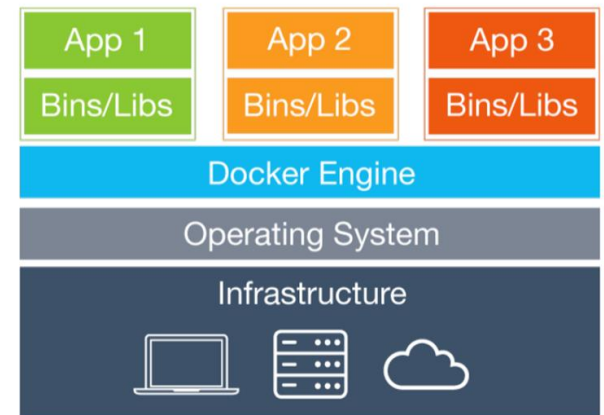 App 1
App 2
App 3
Bins/Libs
Bins/Libs
Bins/Libs
Docker Engine
Operating System
Infrastructure